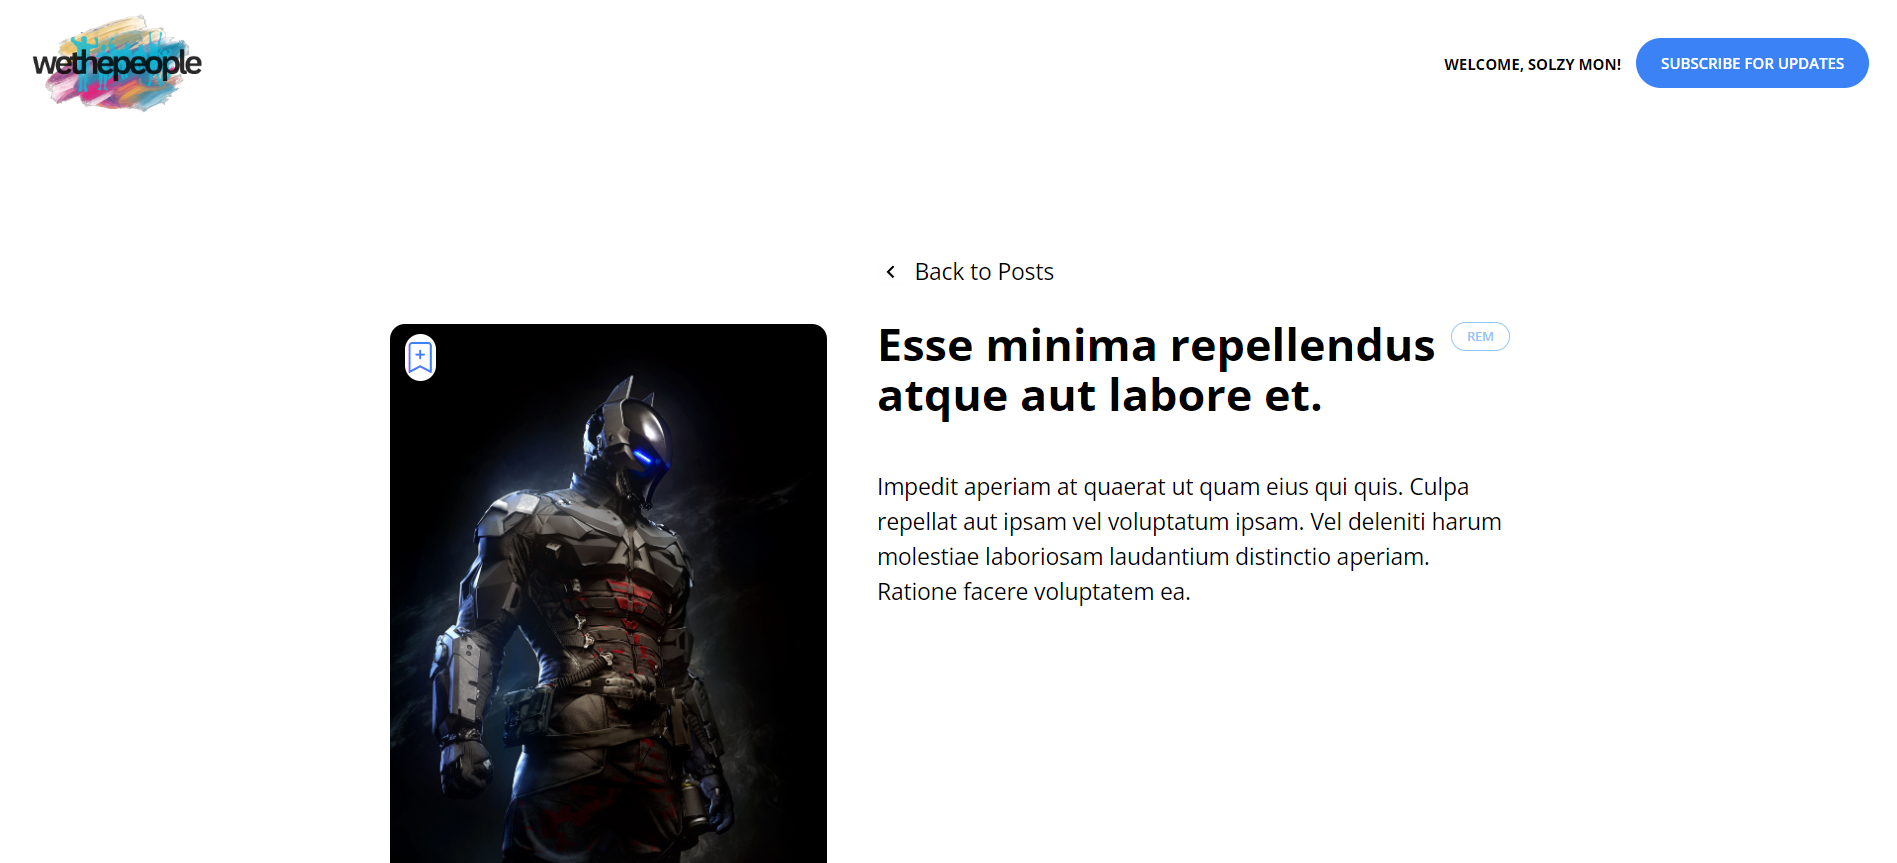 wethepeople
WELCOME, SOLZY MON!
SUBSCRIBE FOR UPDATES
Back to Posts
Esse minima repellendus
REM
atque aut labore et.
Impedit aperiam at quaerat ut quam eius qui quis. Culpa
repellat aut ipsam vel voluptatum ipsam. Vel deleniti harum
molestiae laboriosam laudantium distinctio aperiam.
Ratione facere voluptatem ea.